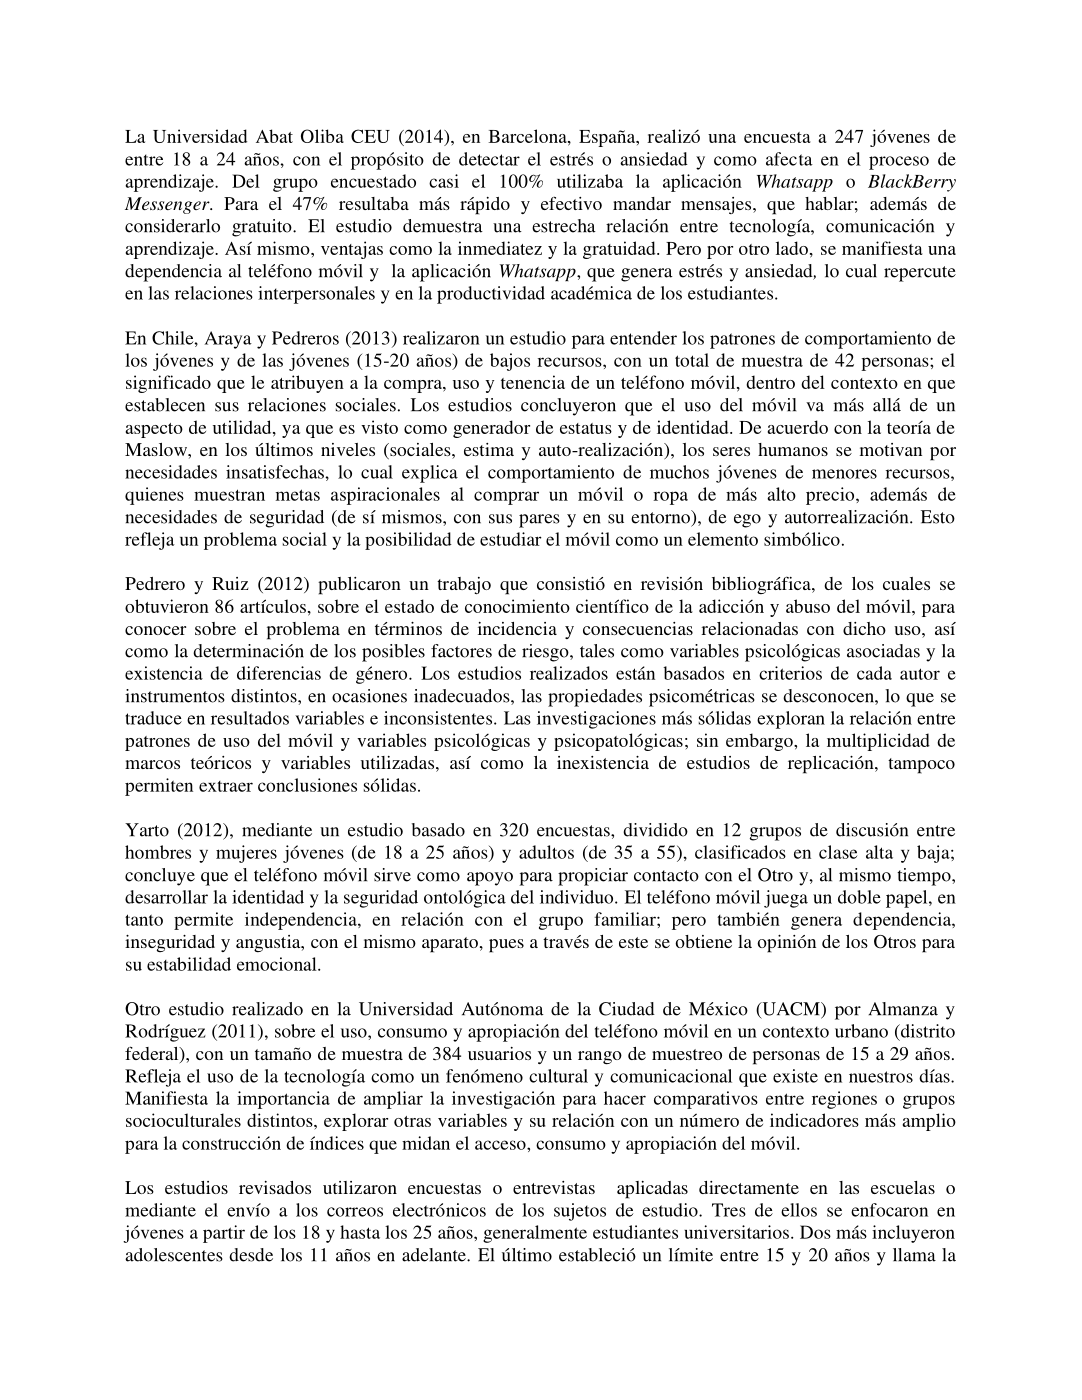 La Universidad Abat Oliba CEU (2014), en Barcelona, España, realizó una encuesta a 247 jóvenes de
entre 18 a 24 años, con el propósito de detectar el estrés o ansiedad y como afecta en el proceso de
aprendizaje. Del grupo encuestado casi el 100% utilizaba la aplicación Whatsapp o BlackBerry
Messenger. Para el 47% resultaba más rápido y efectivo mandar mensajes, que hablar; además de
considerarlo gratuito. El estudio demuestra una estrecha relación entre tecnología, comunicación y
aprendizaje. Así mismo, ventajas como la inmediatez y la gratuidad. Pero por otro lado, se manifiesta una
dependencia al teléfono móvil y la aplicación Whatsapp, que genera estrés y ansiedad, lo cual repercute
en las relaciones interpersonales y en la productividad académica de los estudiantes.

En Chile, Araya y Pedreros (2013) realizaron un estudio para entender los patrones de comportamiento de
los jóvenes y de las jóvenes (15-20 años) de bajos recursos, con un total de muestra de 42 personas; el
significado que le atribuyen a la compra, uso y tenencia de un teléfono móvil, dentro del contexto en que
establecen sus relaciones sociales. Los estudios concluyeron que el uso del móvil va más allá de un
aspecto de utilidad, ya que es visto como generador de estatus y de identidad. De acuerdo con la teoría de
Maslow, en los últimos niveles (sociales, estima y auto-realización), los seres humanos se motivan por
necesidades insatisfechas, lo cual explica el comportamiento de muchos jóvenes de menores recursos,
quienes muestran metas aspiracionales al comprar un móvil o ropa de más alto precio, además de
necesidades de seguridad (de sí mismos, con sus pares y en su entorno), de ego y autorrealización. Esto
refleja un problema social y la posibilidad de estudiar el móvil como un elemento simbólico.

Pedrero y Ruiz (2012) publicaron un trabajo que consistió en revisión bibliográfica, de los cuales se
obtuvieron 86 artículos, sobre el estado de conocimiento científico de la adicción y abuso del móvil, para
conocer sobre el problema en términos de incidencia y consecuencias relacionadas con dicho uso, así
como la determinación de los posibles factores de riesgo, tales como variables psicológicas asociadas y la
existencia de diferencias de género. Los estudios realizados están basados en criterios de cada autor e
instrumentos distintos, en ocasiones inadecuados, las propiedades psicométricas se desconocen, lo que se
traduce en resultados variables e inconsistentes. Las investigaciones más sólidas exploran la relación entre
patrones de uso del móvil y variables psicológicas y psicopatológicas; sin embargo, la multiplicidad de
marcos teóricos y variables utilizadas, así como la inexistencia de estudios de replicación, tampoco
permiten extraer conclusiones sólidas.

Yarto (2012), mediante un estudio basado en 320 encuestas, dividido en 12 grupos de discusión entre
hombres y mujeres jóvenes (de 18 a 25 años) y adultos (de 35 a 55), clasificados en clase alta y baja;
concluye que el teléfono móvil sirve como apoyo para propiciar contacto con el Otro y, al mismo tiempo,
desarrollar la identidad y la seguridad ontológica del individuo. El teléfono móvil juega un doble papel, en
tanto permite independencia, en relación con el grupo familiar; pero también genera dependencia,
inseguridad y angustia, con el mismo aparato, pues a través de este se obtiene la opinión de los Otros para
su estabilidad emocional.

Otro estudio realizado en la Universidad Autónoma de la Ciudad de México (UACM) por Almanza y
Rodríguez (2011), sobre el uso, consumo y apropiación del teléfono móvil en un contexto urbano (distrito
federal), con un tamaño de muestra de 384 usuarios y un rango de muestreo de personas de 15 a 29 años.
Refleja el uso de la tecnología como un fenómeno cultural y comunicacional que existe en nuestros días.
Manifiesta la importancia de ampliar la investigación para hacer comparativos entre regiones o grupos
socioculturales distintos, explorar otras variables y su relación con un número de indicadores más amplio
para la construcción de índices que midan el acceso, consumo y apropiación del móvil.

Los estudios revisados utilizaron encuestas o entrevistas aplicadas directamente en las escuelas o
mediante el envío a los correos electrónicos de los sujetos de estudio. Tres de ellos se enfocaron en
jóvenes a partir de los 18 y hasta los 25 años, generalmente estudiantes universitarios. Dos más incluyeron
adolescentes desde los 11 años en adelante. El último estableció un límite entre 15 y 20 años y llama la